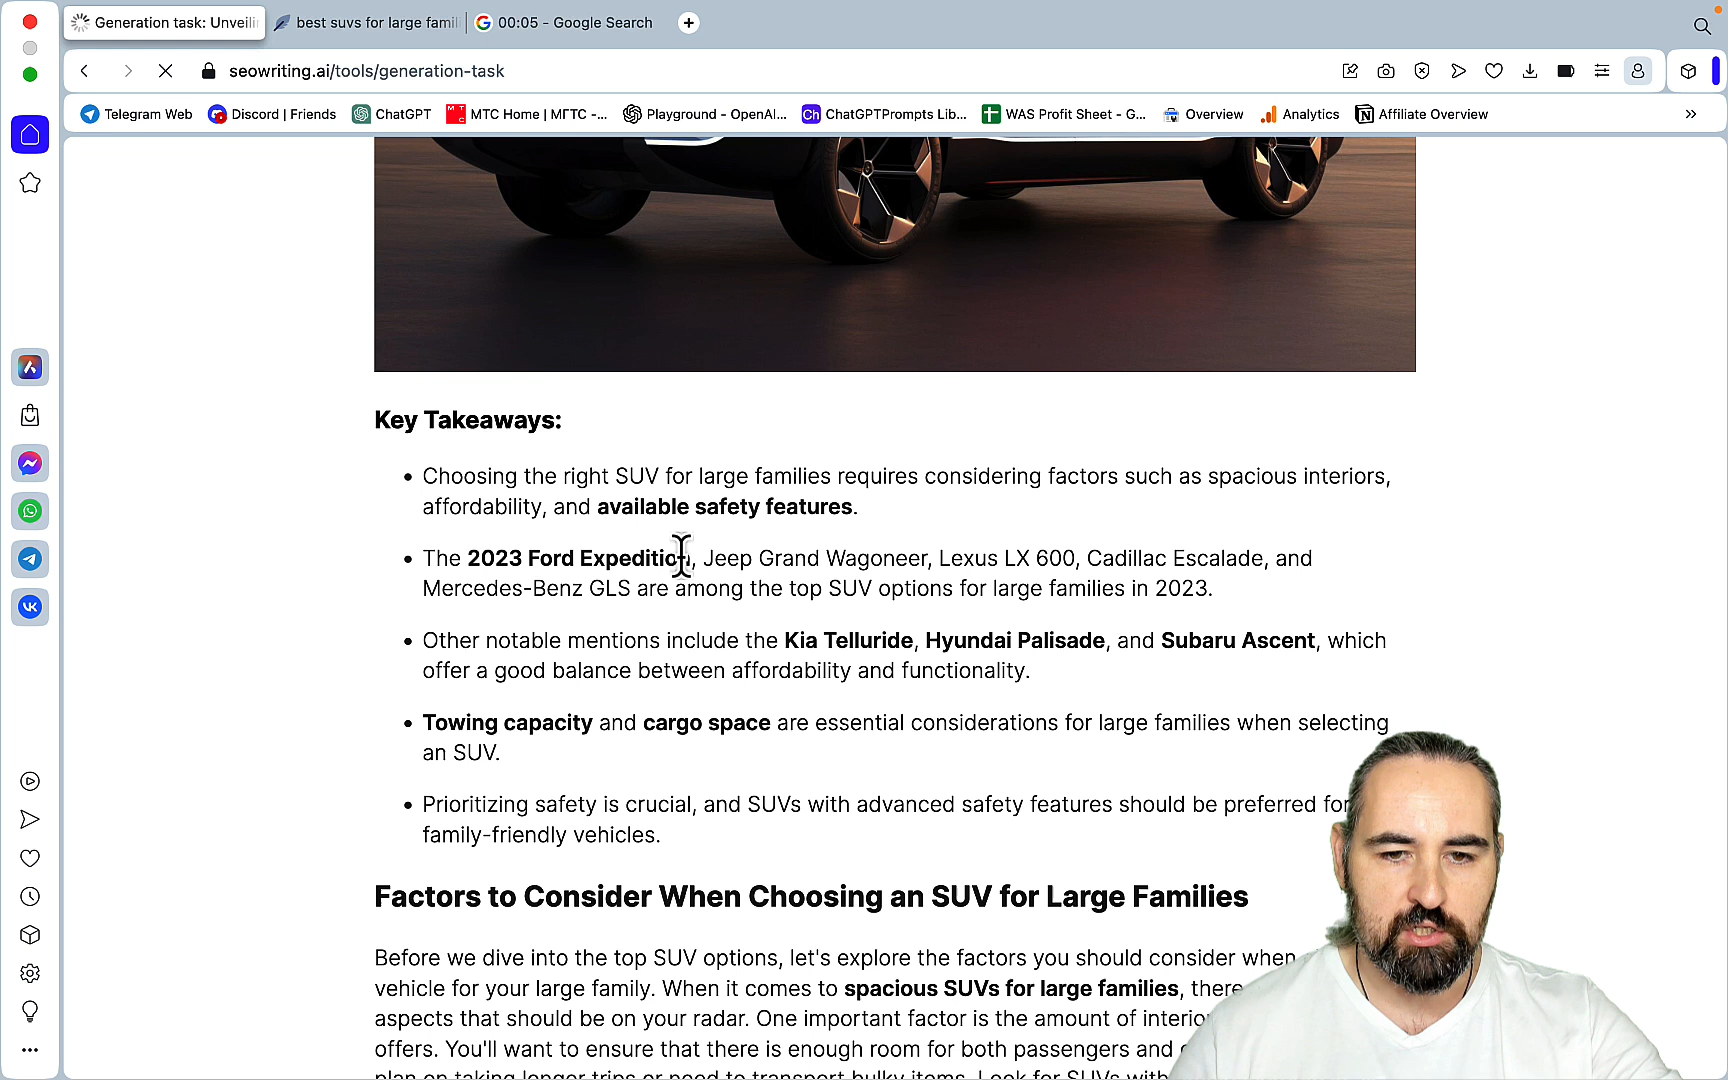 Generation task: Unveili
best suvs for large famil
00:05 - Google Search
seowriting.ai/tools/generation-task
Telegram Web
Discord | Friends
ChatGPT
МТС Home | МГТС -...
Playground - OpenAI...
Ch
ChatGPTPrompts Lib...
WAS Profit Sheet - G...
Overview
Analytics
Affiliate Overview
Key Takeaways:
• Choosing the right SUV for large families requires considering factors such as spacious interiors,
affordability, and available safety features.
• The 2023 Ford Expedition, Jeep Grand Wagoneer, Lexus LX 600, Cadillac Escalade, and
Mercedes-Benz GLS are among the top SUV options for large families in 2023.
• Other notable mentions include the Kia Telluride, Hyundai Palisade, and Subaru Ascent, which
offer a good balance between affordability and functionality.
• Towing capacity and cargo space are essential considerations for large families when selecting
an SUV.
• Prioritizing safety is crucial, and SUVs with advanced safety features should be preferred for
family-friendly vehicles.
Factors to Consider When Choosing an SUV for Large Families
Before we dive into the top SUV options, let's explore the factors you should consider when
vehicle for your large family. When it comes to spacious SUVs for large families, there
aspects that should be on your radar. One important factor is the amount of interio
offers. You'll want to ensure that there is enough room for both passengers and
plan on taking longer trips or need to transport bulky items. Look for SUVs with